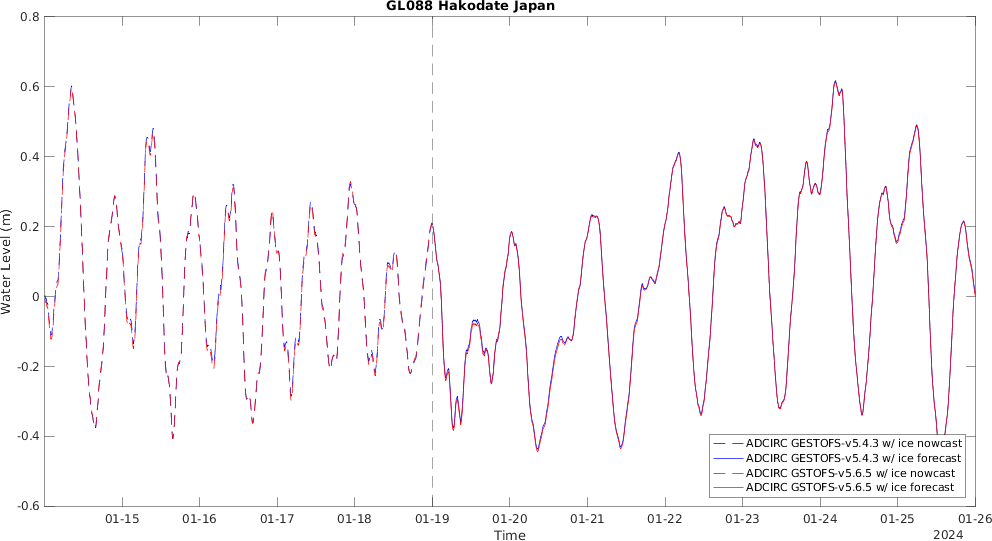 GL088 Hakodate Japan
0.8
0.6
0.4
0.2
0
-0.2
-0.4
-0.6
Water Level (m)
01-15 01-16 01-17 01-18 01-19 01-20 01-21 01-22 01-23 01-24 01-25 01-26
Time
2024
ADCIRC GESTOFS-v5.4.3 w/ ice nowcast
ADCIRC GESTOFS-v5.4.3 w/ ice forecast
ADCIRC GSTOFS-v5.6.5 w/ ice nowcast
ADCIRC GSTOFS-v5.6.5 w/ ice forecast